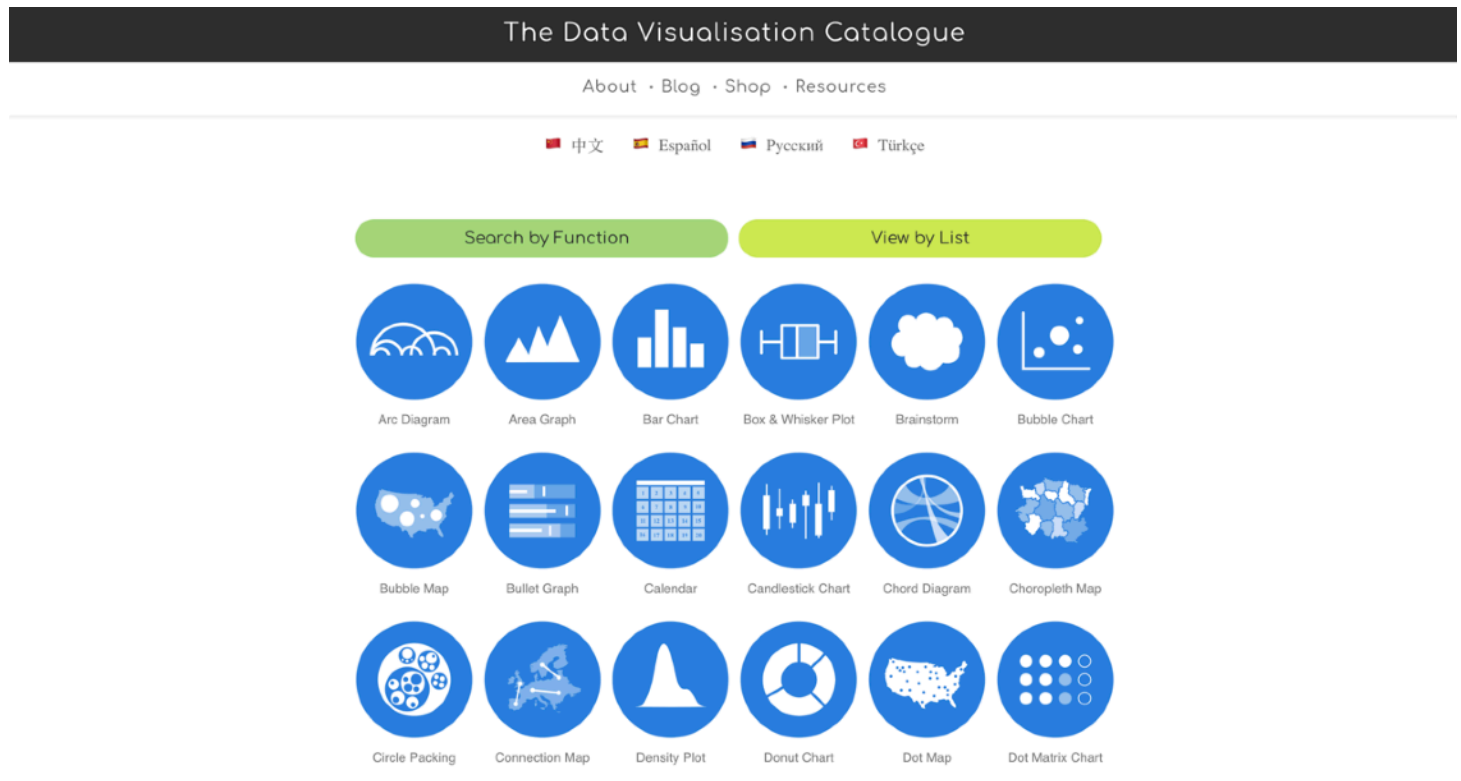 The Data Visualisation Catalogue
About · Blog · Shop · Resources
中文 Español Русский Türkçe
Search by Function View by List
Arc Diagram Area Graph Bar Chart Box & Whisker Plot Brainstorm Bubble Chart
Bubble Map Bullet Graph Calendar Candlestick Chart Chord Diagram Choropleth Map
Circle Packing Connection Map Density Plot Donut Chart Dot Map Dot Matrix Chart